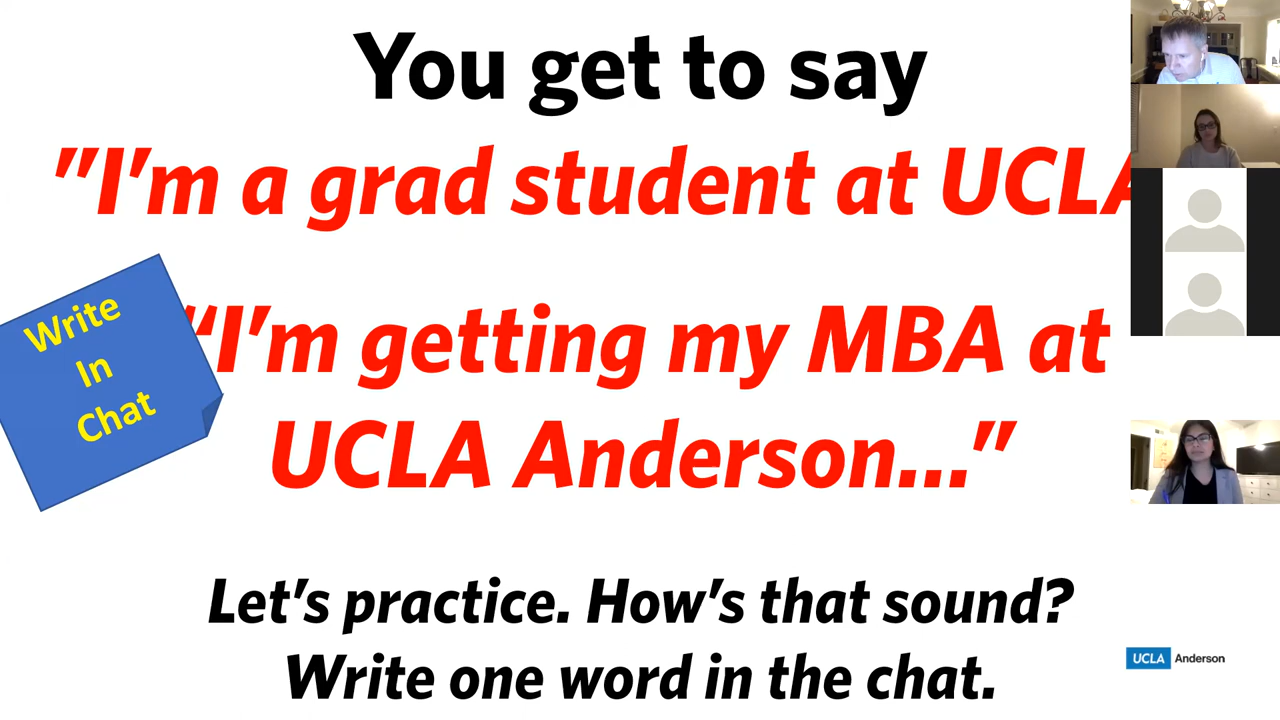 You get to say
"I'm a grad student at UCLA
"I'm getting my MBA at
UCLA Anderson..."
Write
In
Chat
Let's practice. How's that sound?
Write one word in the chat.
UCLA Anderson